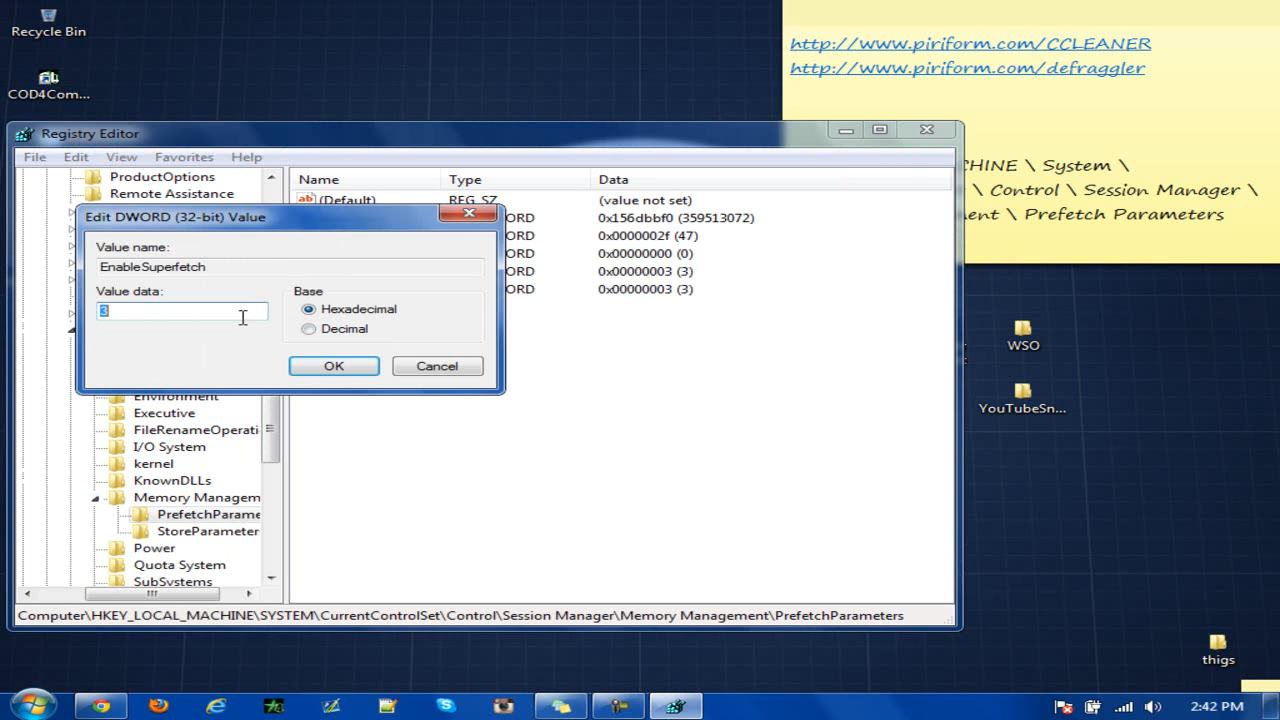 Recycle Bin
COD4Com...
http://www.piriform.com/CCLEANER
http://www.piriform.com/defraggler
CHINE \ System \
\ Control \ Session Manager \
ent \ Prefetch Parameters
Registry Editor
File Edit View Favorites Help
ProductOptions
Remote Assistance
Name Type Data
(Default) REG_SZ (value not set)
ORD 0x156dbbf0 (359513072)
ORD 0x0000002f (47)
ORD 0x00000000 (0)
ORD 0x00000003 (3)
ORD 0x00000003 (3)
Edit DWORD (32-bit) Value
Value name:
EnableSuperfetch
Value data:
3
Base
Hexadecimal
Decimal
OK
Cancel
Environment
Executive
FileRenameOperati
I/O System
kernel
KnownDLLs
Memory Managem
PrefetchParame
StoreParameter
Power
Quota System
SubSystems
Computer\HKEY_LOCAL_MACHINE\SYSTEM\CurrentControlSet\Control\Session Manager\Memory Management\PrefetchParameters
WSO
YouTubeSn...
thigs
2:42 PM